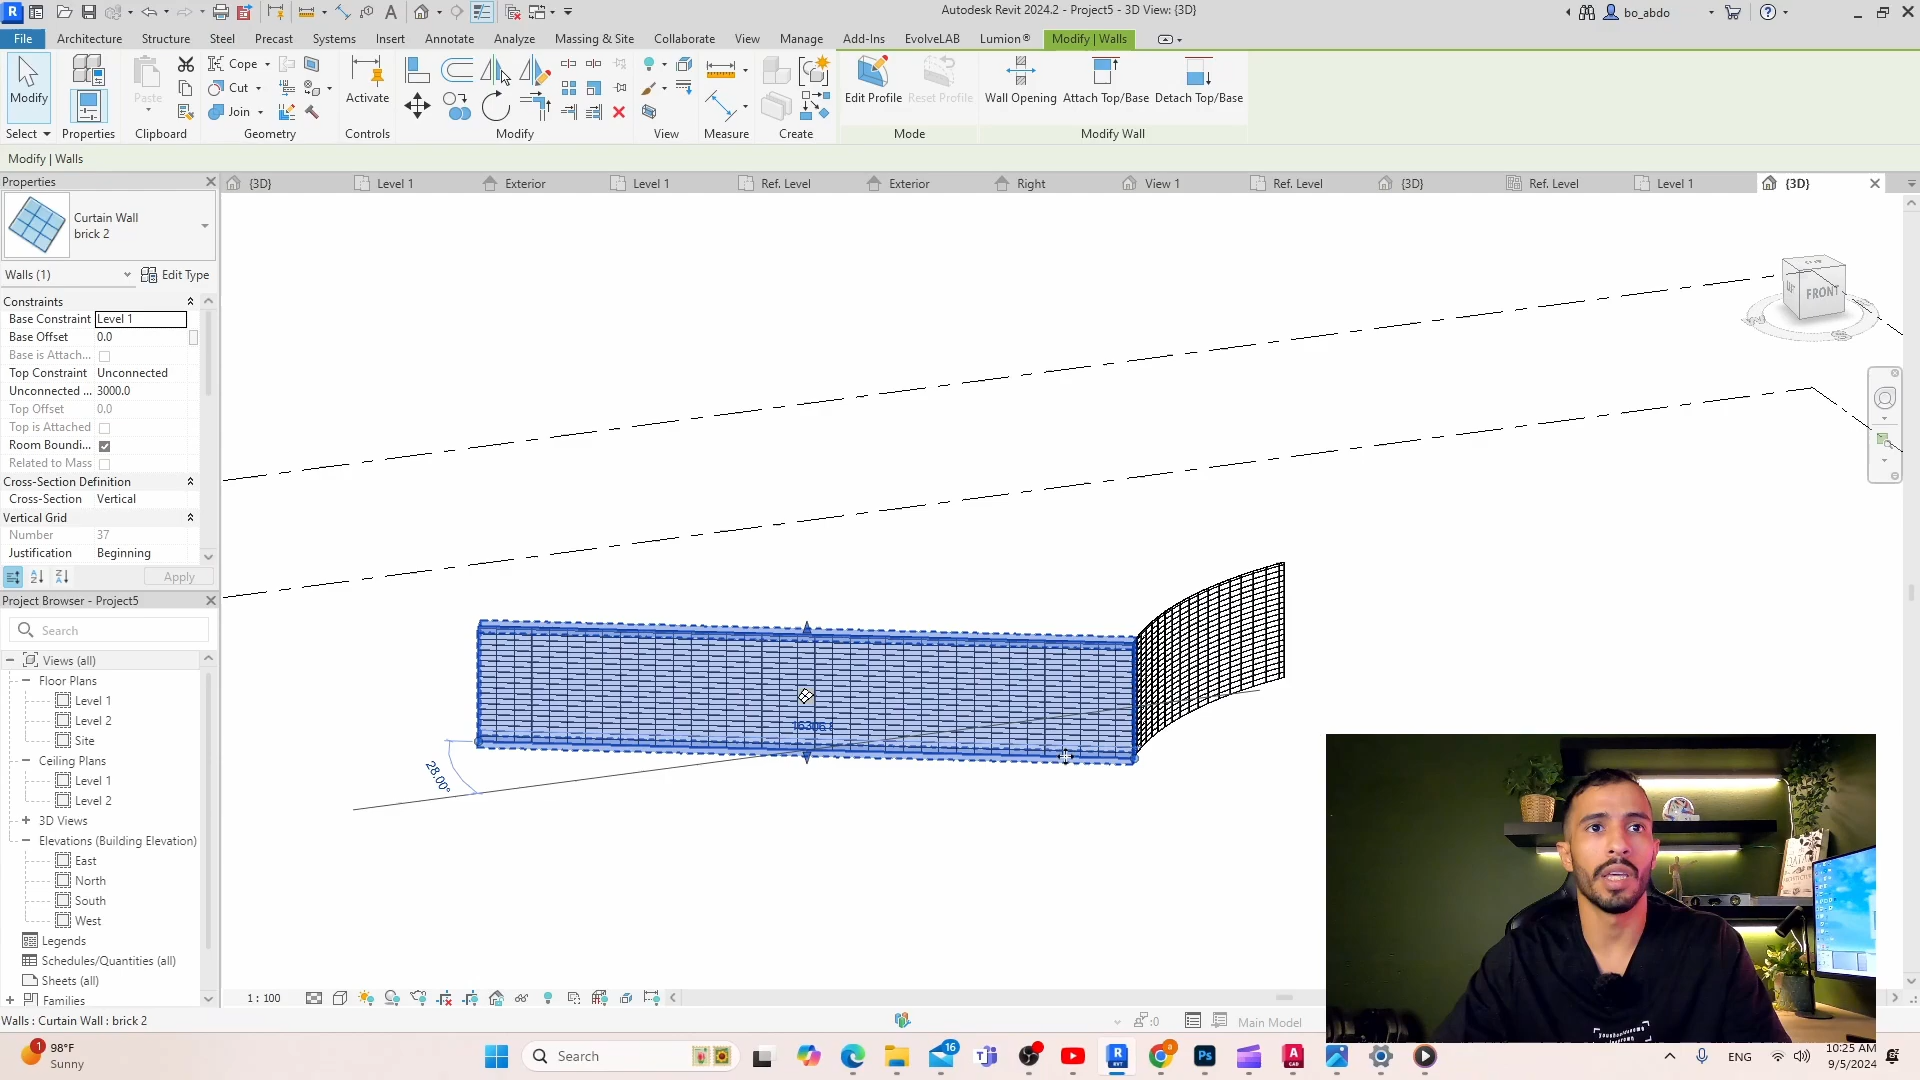 Autodesk Revit 2024.2 - Project5 - 3D View: {3D}
bo_abdo
File Architecture Structure Steel Precast Systems Insert Annotate Analyze Massing & Site Collaborate View Manage Add-Ins EvolveLAB Lumion® Modify | Walls
Modify Paste Cope Cut Join Activate Edit Profile Reset Profile Wall Opening Attach Top/Base Detach Top/Base
Select Properties Clipboard Geometry Controls Modify View Measure Create Mode Modify Wall
Modify | Walls
Properties
{3D} Level 1 Exterior Level 1 Ref. Level Exterior Right View 1 Ref. Level {3D} Ref. Level Level 1 {3D}
Curtain Wall
brick 2
Walls (1) Edit Type
Constraints
Base Constraint Level 1
Base Offset 0.0
Base is Attach...
Top Constraint Unconnected
Unconnected ... 3000.0
Top Offset 0.0
Top is Attached
Room Boundi...
Related to Mass
Cross-Section Definition
Cross-Section Vertical
Vertical Grid
Number 37
Justification Beginning
Apply
FRONT
28.00°
Project Browser - Project5
Search
Views (all)
Floor Plans
Level 1
Level 2
Site
Ceiling Plans
Level 1
Level 2
3D Views
Elevations (Building Elevation)
East
North
South
West
Legends
Schedules/Quantities (all)
Sheets (all)
Families
1 : 100
Walls : Curtain Wall : brick 2
:0
Main Model
98°F
Sunny
Search
16
ENG
10:25 AM
9/5/2024